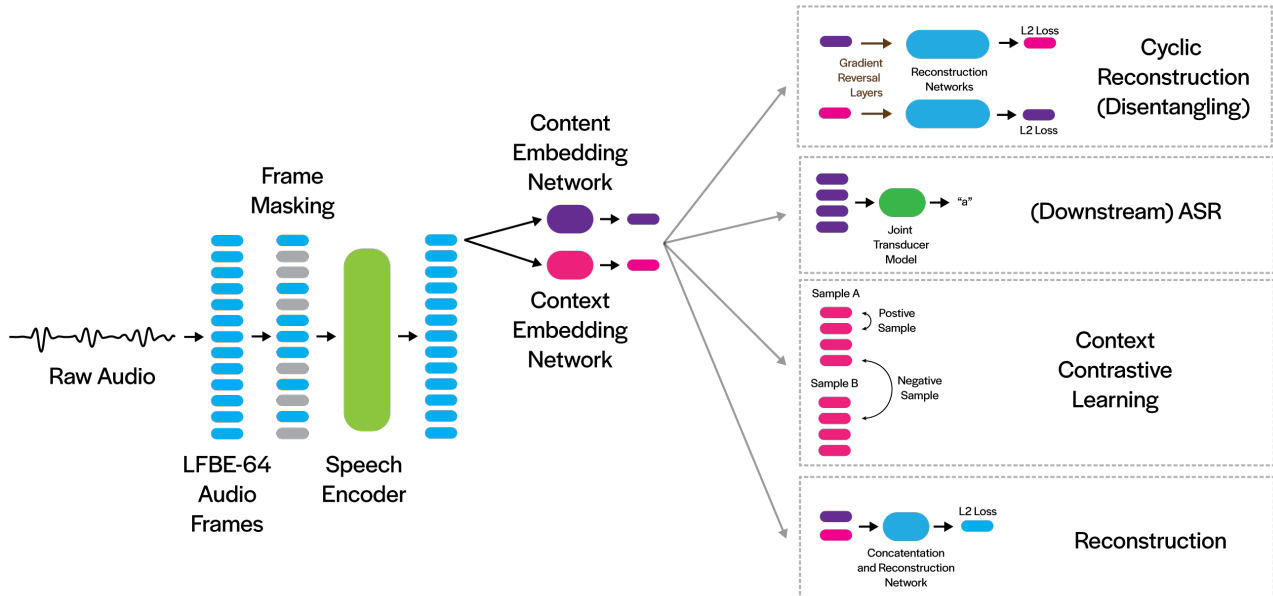 Raw Audio
LFBE-64
Audio
Frames
Frame
Masking
Speech
Encoder
Content
Embedding
Network
Context
Embedding
Network
Gradient
Reversal
Layers
Reconstruction
Networks
L2 Loss
L2 Loss
Cyclic
Reconstruction
(Disentangling)
Joint
Transducer
Model
“a”
(Downstream) ASR
Sample A
Postive
Sample
Sample B
Negative
Sample
Context
Contrastive
Learning
L2 Loss
Concatentation
and Reconstruction
Network
Reconstruction